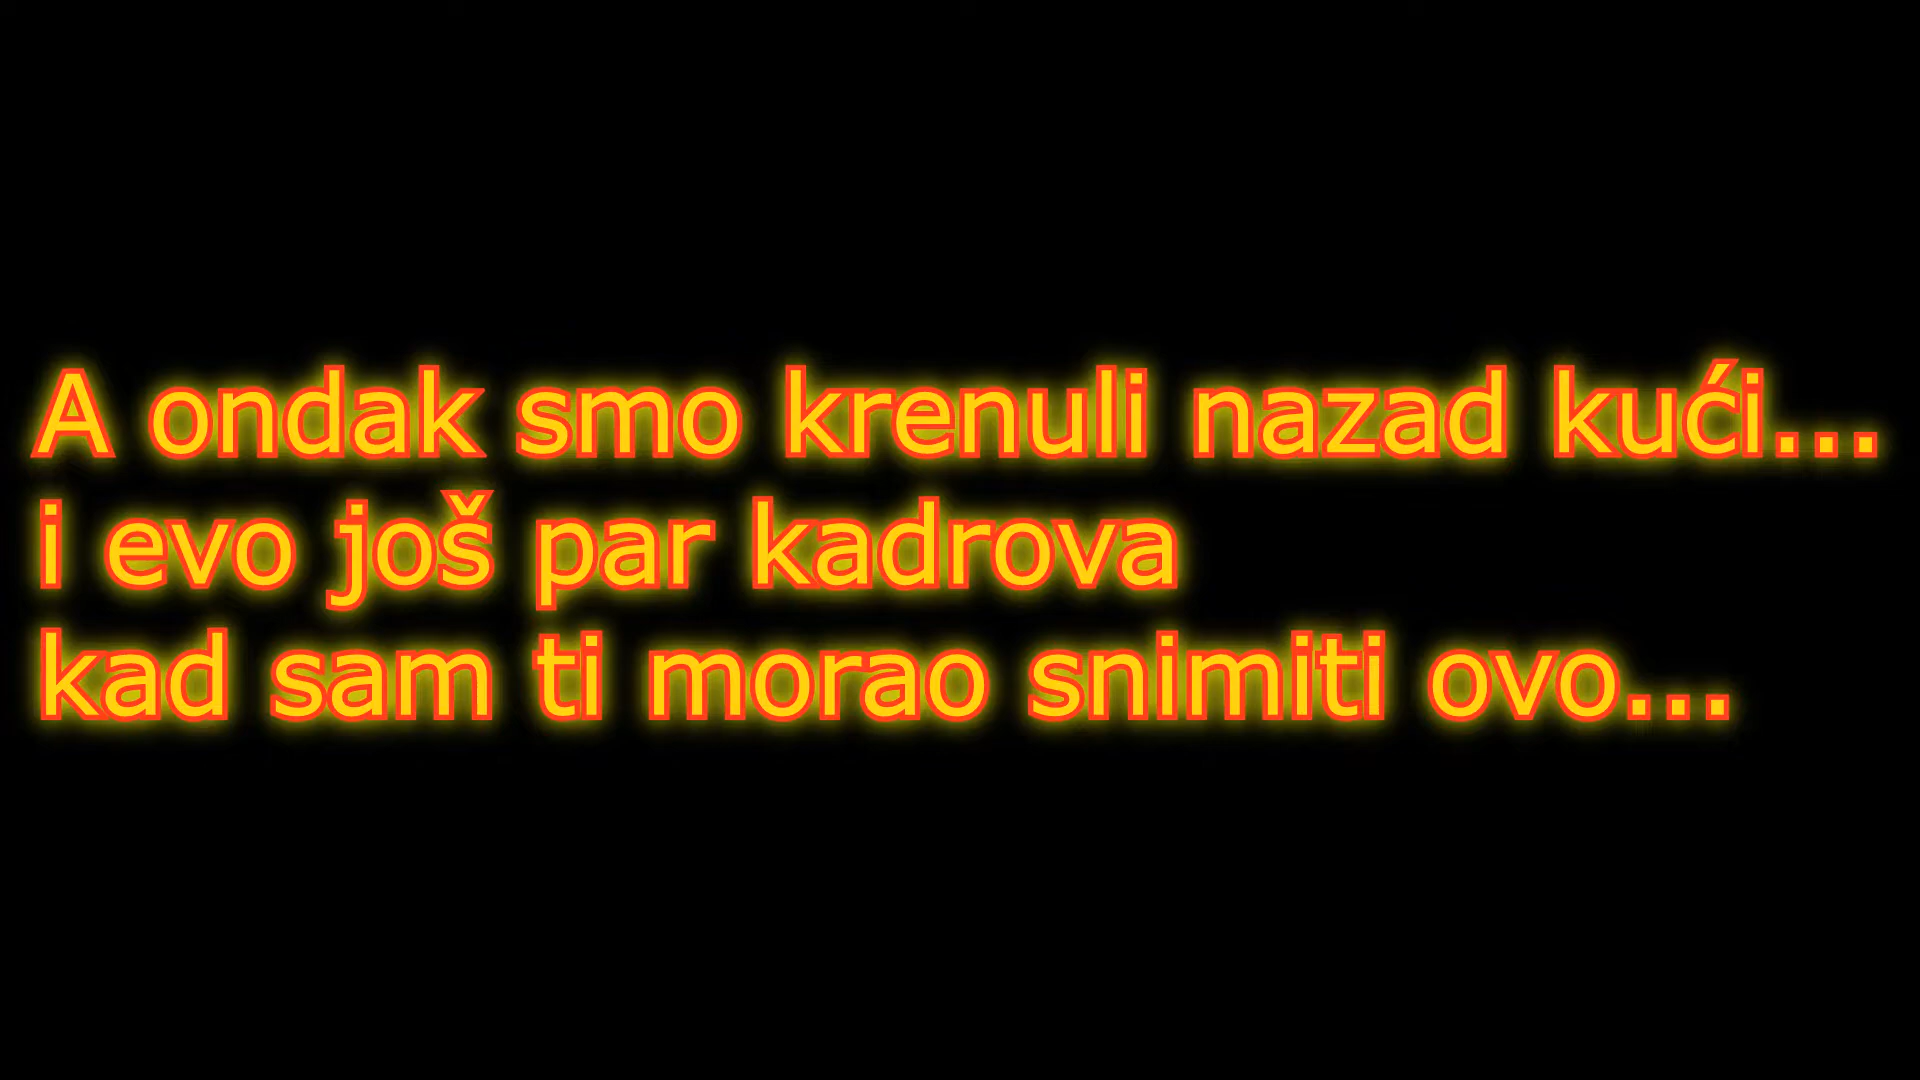 A ondak smo krenuli nazad kući...
i evo još par kadrova
kad sam ti morao snimiti ovo...